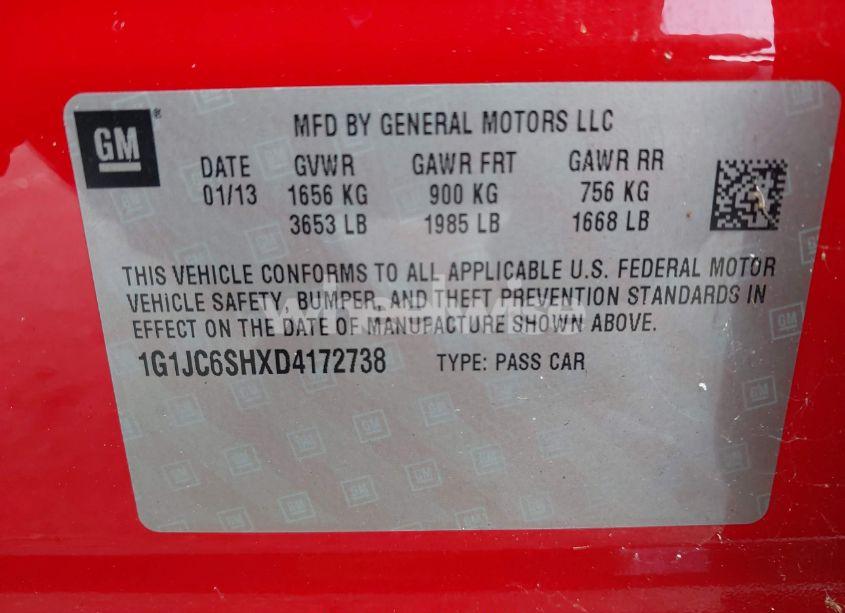 GM ®
MFD BY GENERAL MOTORS LLC
DATE GVWR GAWR FRT GAWR RR
01/13 1656 KG 900 KG 756 KG
3653 LB 1985 LB 1668 LB
THIS VEHICLE CONFORMS TO ALL APPLICABLE U.S. FEDERAL MOTOR
VEHICLE SAFETY, BUMPER, AND THEFT PREVENTION STANDARDS IN
EFFECT ON THE DATE OF MANUFACTURE SHOWN ABOVE.
1G1JC6SHXD4172738 TYPE: PASS CAR